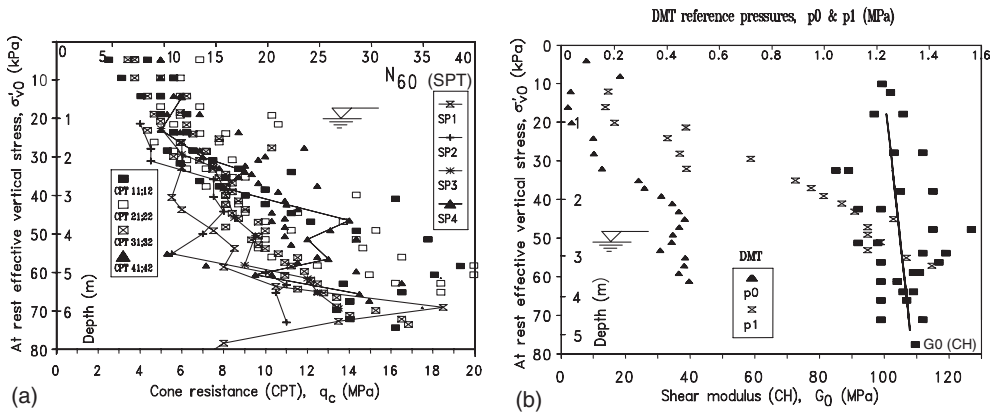 DMT reference pressures, p0 & p1 (MPa)
0 5 10 15 20 25 30 35 40
N60 (SPT)
At rest effective vertical stress, σ'v0 (kPa)
0
10
20
30
40
50
60
70
80
1
2
3
4
5
6
Depth (m)
SP1
SP2
SP3
SP4
CPT 11;12
CPT 21;22
CPT 31;32
CPT 41;42
0 2 4 6 8 10 12 14 16 18 20
Cone resistance (CPT), qc (MPa)
(a)
0 0.2 0.4 0.6 0.8 1 1.2 1.4 1.6
At rest effective vertical stress, σ'v0 (kPa)
0
10
20
30
40
50
60
70
80
1
2
3
4
5
Depth (m)
DMT
p0
p1
G0 (CH)
0 20 40 60 80 100 120
Shear modulus (CH), G0 (MPa)
(b)